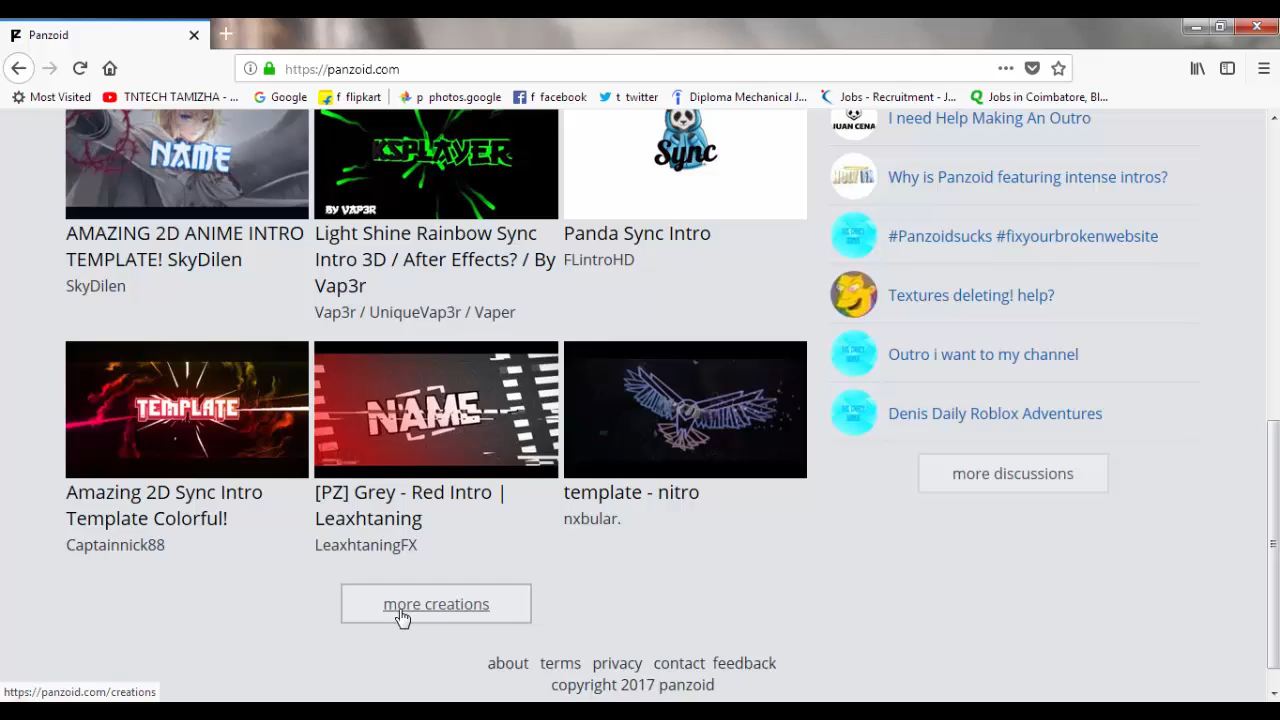 Panzoid
https://panzoid.com
Most Visited
TNTECH TAMIZHA - ...
Google
f flipkart
p photos.google
f facebook
t twitter
Diploma Mechanical J...
Jobs - Recruitment - J...
Jobs in Coimbatore, Bl...
NAME
KSPLAYER
BY VAP3R
Sync
AMAZING 2D ANIME INTRO
TEMPLATE! SkyDilen
SkyDilen
Light Shine Rainbow Sync
Intro 3D / After Effects? / By
Vap3r
Vap3r / UniqueVap3r / Vaper
Panda Sync Intro
FLintroHD
TEMPLATE
NAME
Amazing 2D Sync Intro
Template Colorful!
Captainnick88
[PZ] Grey - Red Intro |
Leaxhtaning
LeaxhtaningFX
template - nitro
nxbular.
more creations
JUAN CENA
I need Help Making An Outro
Why is Panzoid featuring intense intros?
#Panzoidsucks #fixyourbrokenwebsite
Textures deleting! help?
Outro i want to my channel
Denis Daily Roblox Adventures
more discussions
about terms privacy contact feedback
copyright 2017 panzoid
https://panzoid.com/creations